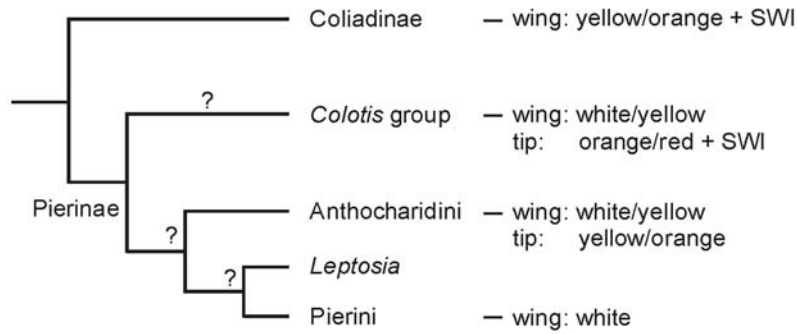 Coliadinae — wing: yellow/orange + SWI
?
Colotis group — wing: white/yellow
tip: orange/red + SWI
Pierinae
Anthocharidini — wing: white/yellow
? tip: yellow/orange
Leptosia
?
Pierini — wing: white